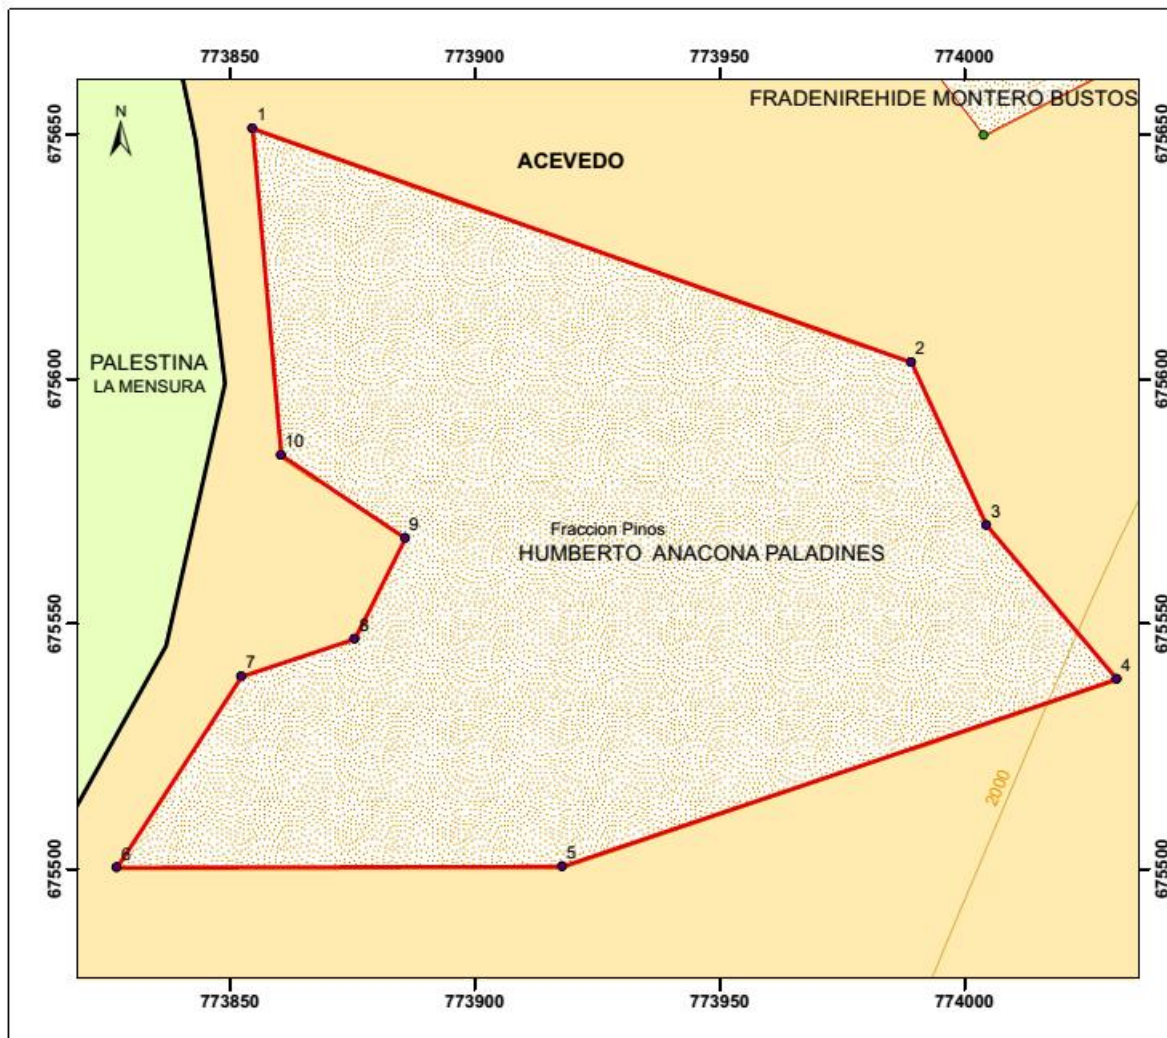 773850 773900 773950 774000
FRADENIREHIDE MONTERO BUSTOS
N
1
675650 675650
ACEVEDO
2
PALESTINA
LA MENSURA
675600 675600
10
9
3
Fraccion Pinos
HUMBERTO ANACONA PALADINES
8
675550 675550
7
4
2000
6
5
675500 675500
773850 773900 773950 774000